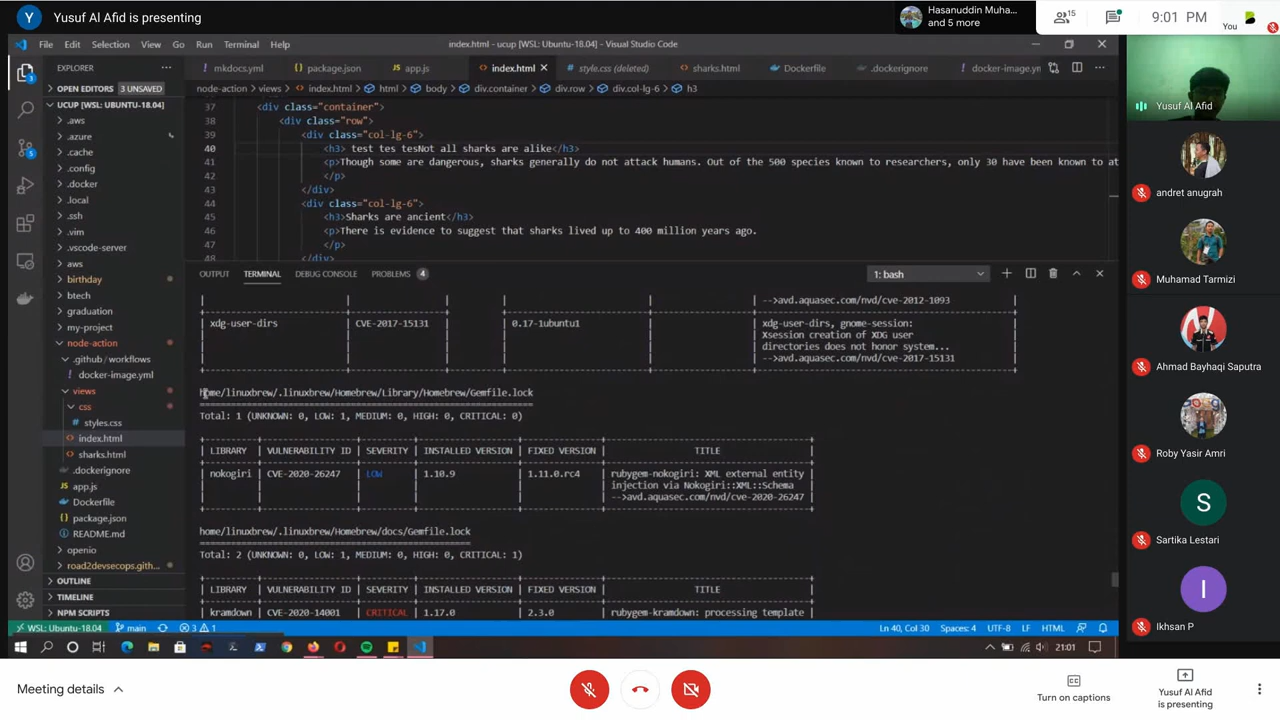 Y Yusuf Al Afid is presenting
Hasanuddin Muha...
and 5 more
15
9:01 PM
You
File Edit Selection View Go Run Terminal Help
index.html - ucup [WSL: Ubuntu-18.04] - Visual Studio Code
EXPLORER
mkdocs.yml package.json app.js index.html style.css (deleted) sharks.html Dockerfile .dockerignore docker-image.ym
OPEN EDITORS 3 UNSAVED
node-action > views > index.html > html > body > div.container > div.row > div.col-lg-6 > h3
UCUP [WSL: UBUNTU-18.04]
.aws
.azure
.cache
.config
.docker
.local
.ssh
.vim
.vscode-server
aws
birthday
btech
graduation
my-project
node-action
.github / workflows
docker-image.yml
views
css
styles.css
index.html
sharks.html
.dockerignore
app.js
Dockerfile
package.json
README.md
openio
road2devsecops.gith...
OUTLINE
TIMELINE
NPM SCRIPTS
37 <div class="container">
38 <div class="row">
39 <div class="col-lg-6">
40 <h3> test tes tesNot all sharks are alike</h3>
41 <p>Though some are dangerous, sharks generally do not attack humans. Out of the 500 species known to researchers, only 30 have been known to at
42 </p>
43 </div>
44 <div class="col-lg-6">
45 <h3>Sharks are ancient</h3>
46 <p>There is evidence to suggest that sharks lived up to 400 million years ago.
47 </p>
</div>
OUTPUT TERMINAL DEBUG CONSOLE PROBLEMS 4
1: bash
-->avd.aquasec.com/nvd/cve-2012-1093
xdg-user-dirs | CVE-2017-15131 | 0.17-1ubuntu1 | xdg-user-dirs, gnome-session:
Xsession creation of XDG user
directories does not honor system...
-->avd.aquasec.com/nvd/cve-2017-15131
home/linuxbrew/.linuxbrew/Homebrew/Library/Homebrew/Gemfile.lock
Total: 1 (UNKNOWN: 0, LOW: 1, MEDIUM: 0, HIGH: 0, CRITICAL: 0)
| LIBRARY | VULNERABILITY ID | SEVERITY | INSTALLED VERSION | FIXED VERSION | TITLE |
| nokogiri | CVE-2020-26247 | LOW | 1.10.9 | 1.11.0.rc4 | rubygem-nokogiri: XML external entity |
injection via Nokogiri::XML::Schema
-->avd.aquasec.com/nvd/cve-2020-26247
home/linuxbrew/.linuxbrew/Homebrew/docs/Gemfile.lock
Total: 2 (UNKNOWN: 0, LOW: 1, MEDIUM: 0, HIGH: 0, CRITICAL: 1)
| LIBRARY | VULNERABILITY ID | SEVERITY | INSTALLED VERSION | FIXED VERSION | TITLE |
| kramdown | CVE-2020-14001 | CRITICAL | 1.17.0 | 2.3.0 | rubygem-kramdown: processing template |
WSL: Ubuntu-18.04 main 3 1
Ln 40, Col 30 Spaces: 4 UTF-8 LF HTML
21:01
Yusuf Al Afid
andret anugrah
Muhamad Tarmizi
Ahmad Bayhaqi Saputra
Roby Yasir Amri
S
Sartika Lestari
I
Ikhsan P
Meeting details
Turn on captions
Yusuf Al Afid
is presenting